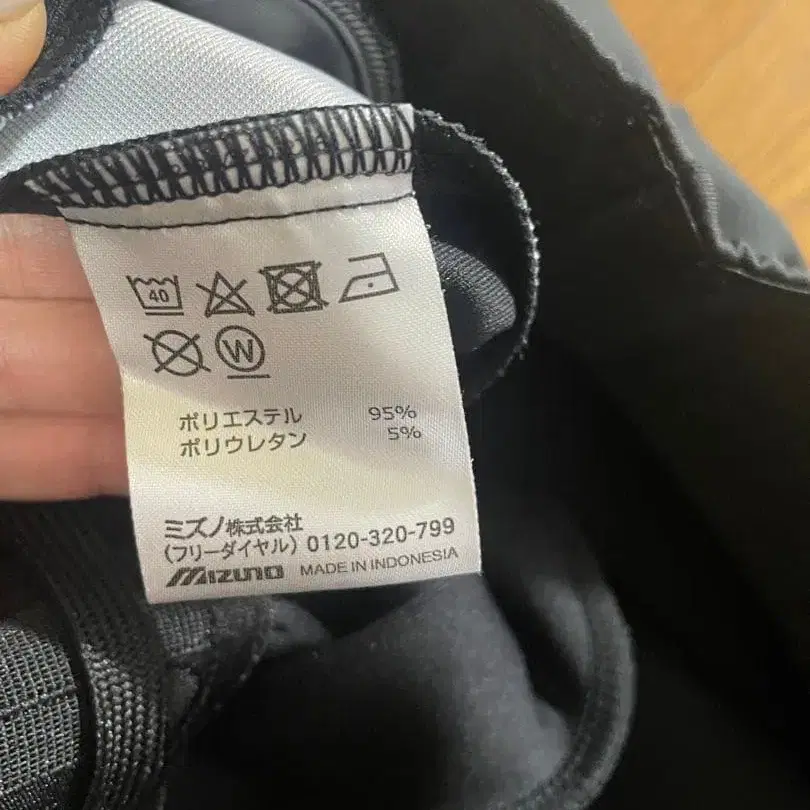 40
W
ポリエステル 95%
ポリウレタン 5%
ミズノ株式会社
(フリーダイヤル) 0120-320-799
MIZUNO MADE IN INDONESIA